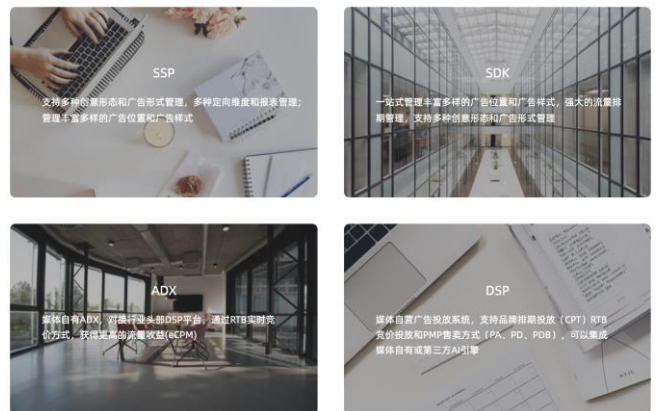 SSP
支持多种创意形态和广告形式管理，多种定向维度和报表管理；
管理丰富多样的广告位置和广告样式
SDK
一站式管理丰富多样的广告位置和广告样式，强大的流量排
期管理，支持多种创意形态和广告形式管理
ADX
媒体自有ADX，对接行业头部DSP平台，通过RTB实时竞
价方式，获得更高的流量收益(eCPM)
DSP
媒体自营广告投放系统，支持品牌排期投放（CPT）RTB
竞价投放和PMP售卖方式（PA、PD、PDB），可以集成
媒体自有或第三方AI引擎